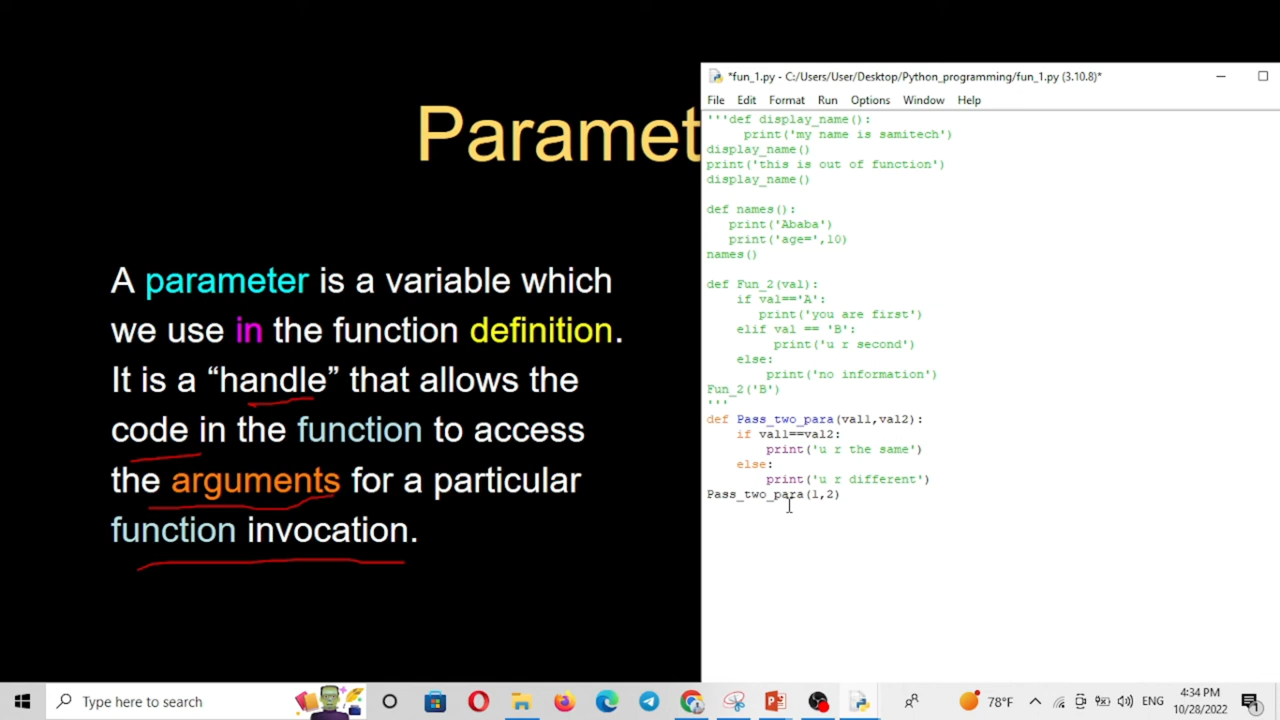 Paramet
A parameter is a variable which
we use in the function definition.
It is a “handle” that allows the
code in the function to access
the arguments for a particular
function invocation.
*fun_1.py - C:/Users/User/Desktop/Python_programming/fun_1.py (3.10.8)*
File Edit Format Run Options Window Help
'''def display_name():
print('my name is samitech')
display_name()
print('this is out of function')
display_name()
def names():
print('Ababa')
print('age=',10)
names()
def Fun_2(val):
if val=='A':
print('you are first')
elif val == 'B':
print('u r second')
else:
print('no information')
Fun_2('B')
'''
def Pass_two_para(val1,val2):
if val1==val2:
print('u r the same')
else:
print('u r different')
Pass_two_para(1,2)
Type here to search
78°F
ENG
4:34 PM
10/28/2022
1